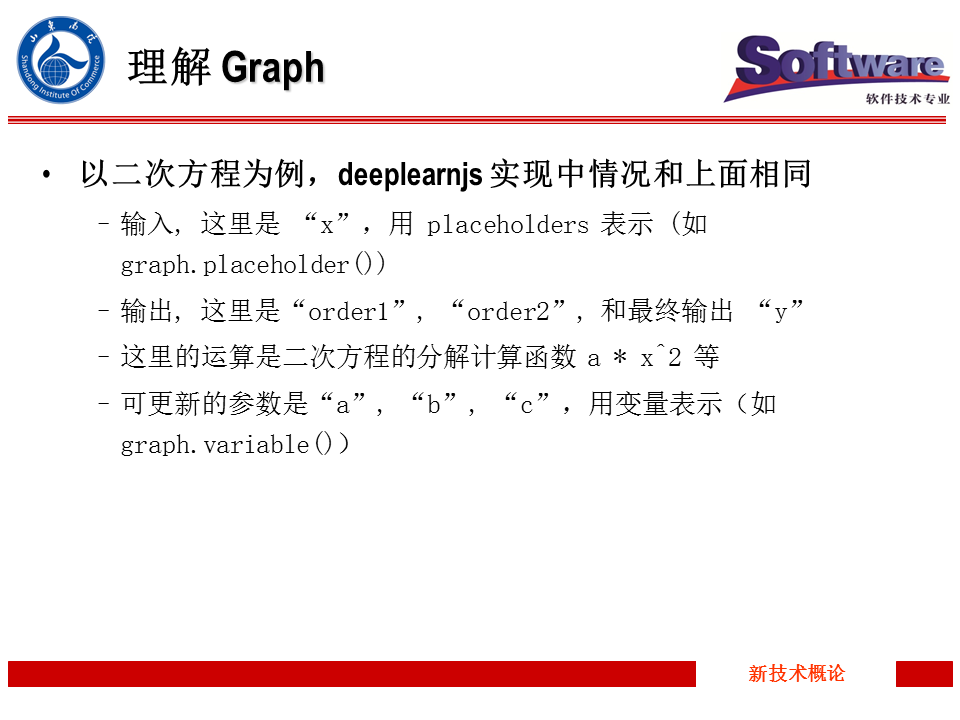 山东商院
Shandong Institute Of Commerce
理解 Graph
Software
软件技术专业
• 以二次方程为例，deeplearnjs 实现中情况和上面相同
– 输入, 这里是 “x”，用 placeholders 表示 (如
graph.placeholder())
– 输出, 这里是“order1”, “order2”, 和最终输出 “y”
– 这里的运算是二次方程的分解计算函数 a * x^2 等
– 可更新的参数是“a”, “b”, “c”，用变量表示（如
graph.variable()）
新技术概论